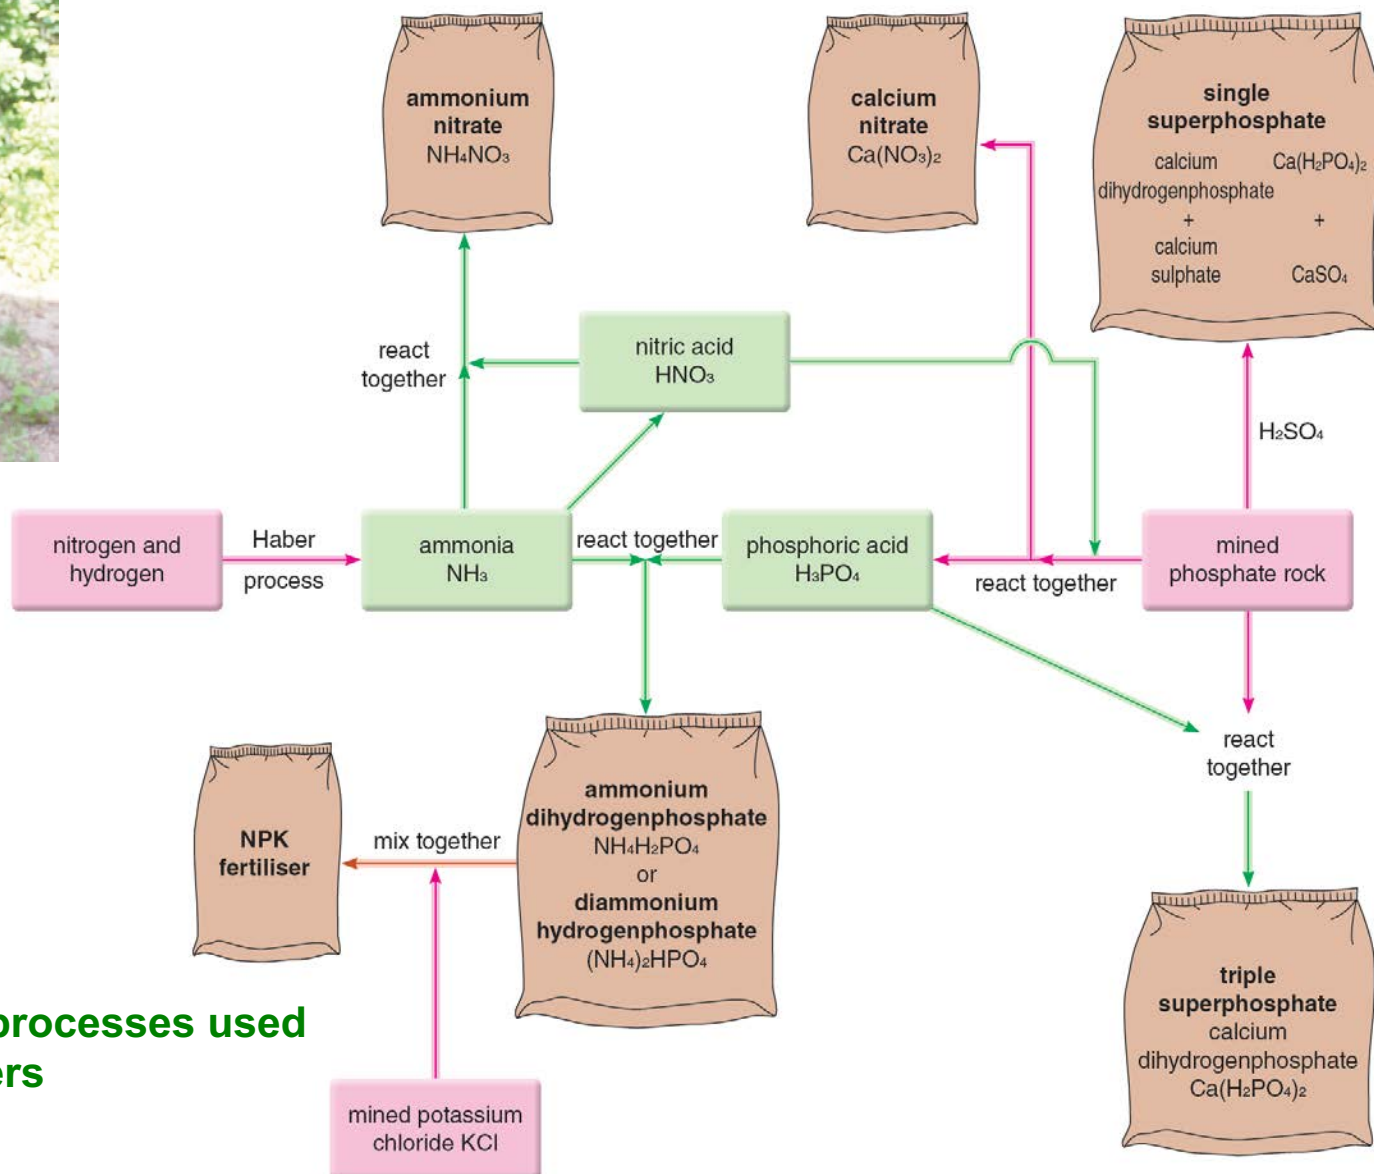 ammonium
nitrate
NH₄NO₃
calcium
nitrate
Ca(NO₃)₂
single
superphosphate
calcium Ca(H₂PO₄)₂
dihydrogenphosphate
+ +
calcium
sulphate CaSO₄
react
together
nitric acid
HNO₃
H₂SO₄
nitrogen and
hydrogen
Haber
process
ammonia
NH₃
react together
phosphoric acid
H₃PO₄
react together
mined
phosphate rock
react
together
NPK
fertiliser
mix together
ammonium
dihydrogenphosphate
NH₄H₂PO₄
or
diammonium
hydrogenphosphate
(NH₄)₂HPO₄
triple
superphosphate
calcium
dihydrogenphosphate
Ca(H₂PO₄)₂
processes used
ers
mined potassium
chloride KCl